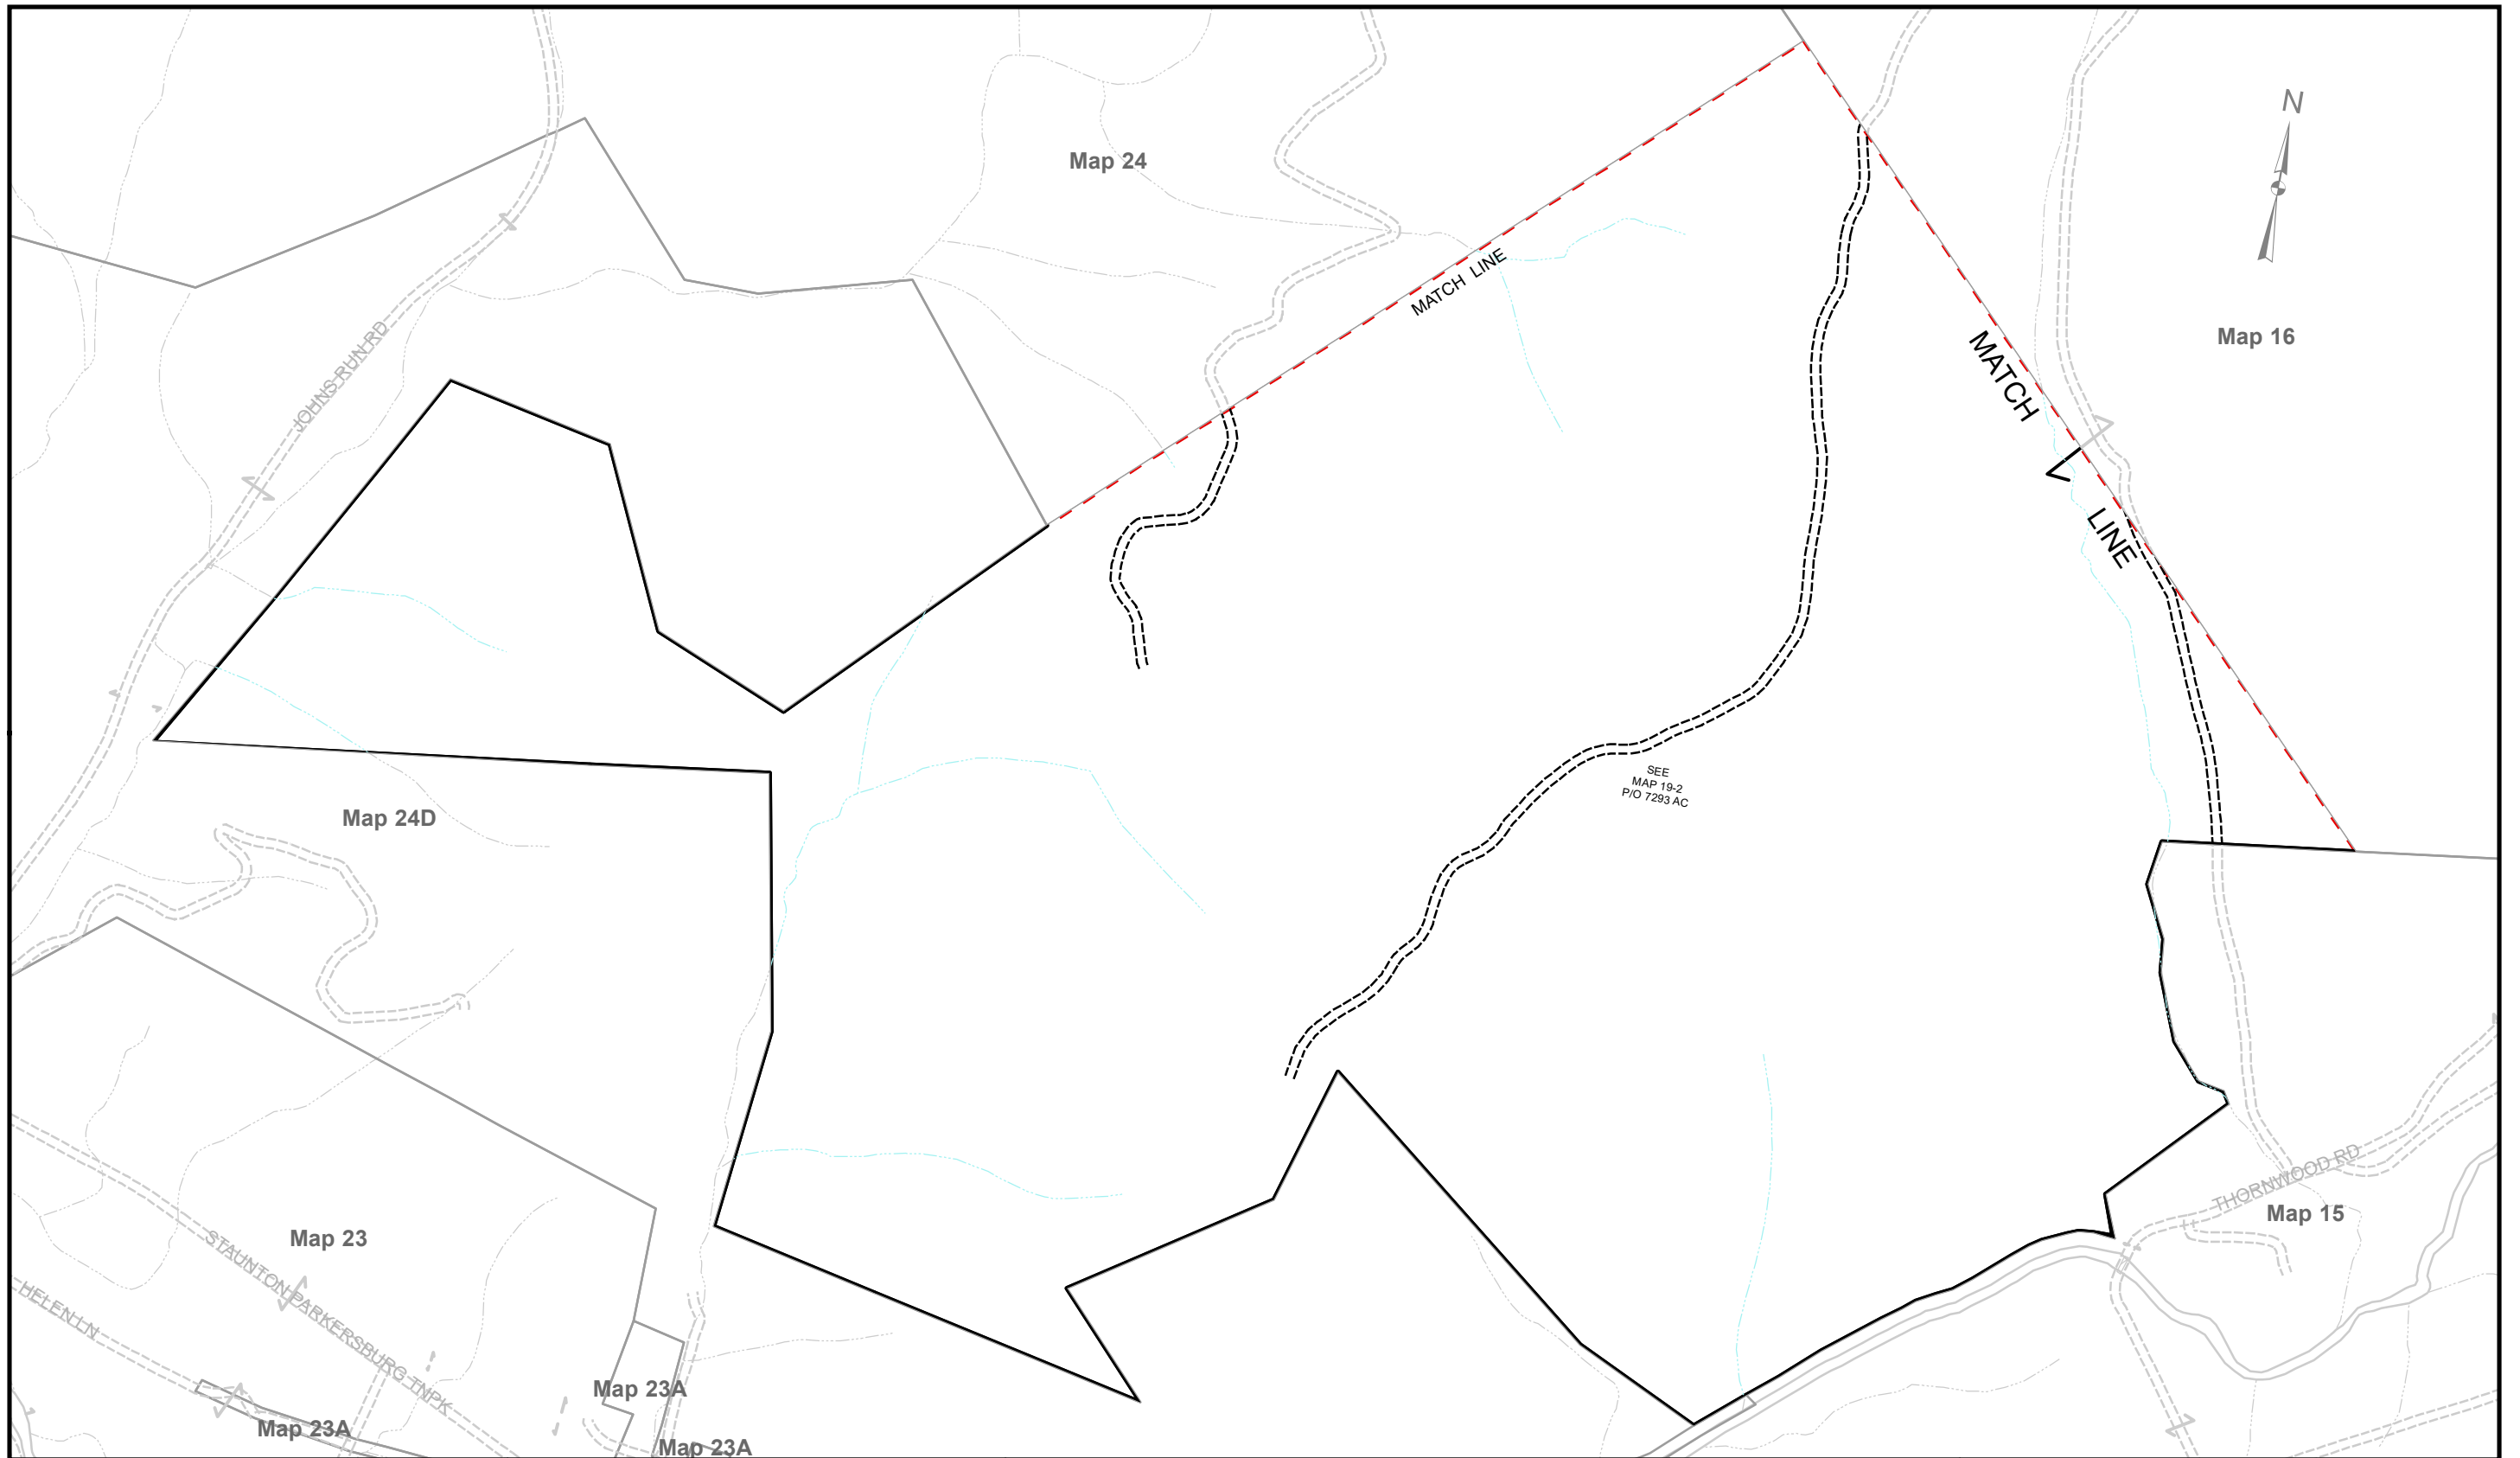 N
Map 24
MATCH LINE
Map 16
MATCH
LINE
JOHNS RUN RD
SEE
MAP 19-2
P/O 7293 AC
Map 24D
THORNWOOD RD
Map 15
Map 23
STAUNTON PARKERSBURG TNPK
HELEN LN
Map 23A
Map 23A
Map 23A